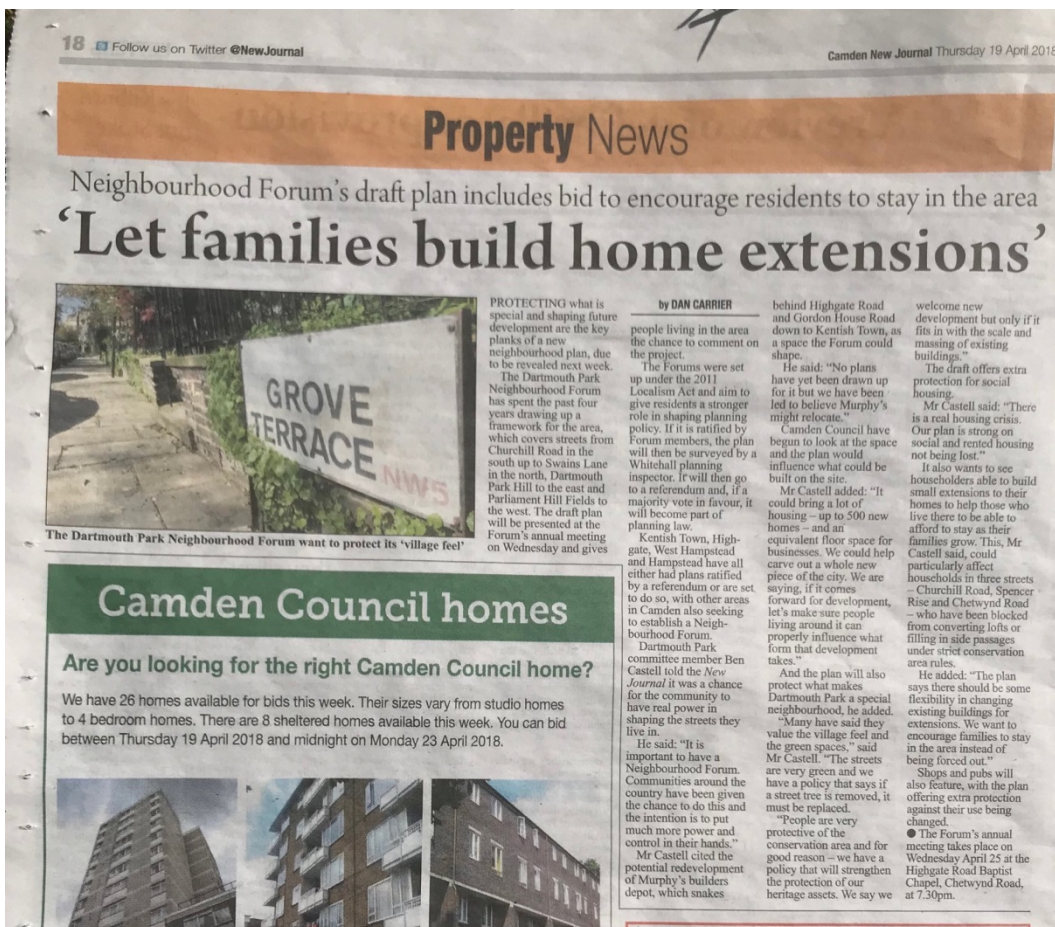 18 Follow us on Twitter @NewJournal
Camden New Journal Thursday 19 April 2018
Property News
Neighbourhood Forum's draft plan includes bid to encourage residents to stay in the area
'Let families build home extensions'
GROVE
TERRACE
NW5
The Dartmouth Park Neighbourhood Forum want to protect its 'village feel'
PROTECTING what is
special and shaping future
development are the key
planks of a new
neighbourhood plan, due
to be revealed next week.
The Dartmouth Park
Neighbourhood Forum
has spent the past four
years drawing up a
framework for the area,
which covers streets from
Churchill Road in the
south up to Swains Lane
in the north, Dartmouth
Park Hill to the east and
Parliament Hill Fields to
the west. The draft plan
will be presented at the
Forum's annual meeting
on Wednesday and gives
by DAN CARRIER
people living in the area
the chance to comment on
the project.
The Forums were set
up under the 2011
Localism Act and aim to
give residents a stronger
role in shaping planning
policy. If it is ratified by
Forum members, the plan
will then be surveyed by a
Whitehall planning
inspector. It will then go
to a referendum and, if a
majority vote in favour, it
will become part of
planning law.
Kentish Town, High-
gate, West Hampstead
and Hampstead have all
either had plans ratified
by a referendum or are set
to do so, with other areas
in Camden also seeking
to establish a Neigh-
bourhood Forum.
Dartmouth Park
committee member Ben
Castell told the New
Journal it was a chance
for the community to
have real power in
shaping the streets they
live in.
He said: "It is
important to have a
Neighbourhood Forum.
Communities around the
country have been given
the chance to do this and
the intention is to put
much more power and
control in their hands."
Mr Castell cited the
potential redevelopment
of Murphy's builders
depot, which snakes
behind Highgate Road
and Gordon House Road
down to Kentish Town, as
a space the Forum could
shape.
He said: "No plans
have yet been drawn up
for it but we have been
led to believe Murphy's
might relocate."
Camden Council have
begun to look at the space
and the plan would
influence what could be
built on the site.
Mr Castell added: "It
could bring a lot of
housing – up to 500 new
homes – and an
equivalent floor space for
businesses. We could help
carve out a whole new
piece of the city. We are
saying, if it comes
forward for development,
let's make sure people
living around it can
properly influence what
form that development
takes."
And the plan will also
protect what makes
Dartmouth Park a special
neighbourhood, he added.
"Many have said they
value the village feel and
the green spaces," said
Mr Castell. "The streets
are very green and we
have a policy that says if
a street tree is removed, it
must be replaced.
"People are very
protective of the
conservation area and for
good reason – we have a
policy that will strengthen
the protection of our
heritage assets. We say we
welcome new
development but only if it
fits in with the scale and
massing of existing
buildings."
The draft offers extra
protection for social
housing.
Mr Castell said: "There
is a real housing crisis.
Our plan is strong on
social and rented housing
not being lost."
It also wants to see
householders able to build
small extensions to their
homes to help those who
live there to be able to
afford to stay as their
families grow. This, Mr
Castell said, could
particularly affect
households in three streets
– Churchill Road, Spencer
Rise and Chetwynd Road
– who have been blocked
from converting lofts or
filling in side passages
under strict conservation
area rules.
He added: "The plan
says there should be some
flexibility in changing
existing buildings for
extensions. We want to
encourage families to stay
in the area instead of
being forced out."
Shops and pubs will
also feature, with the plan
offering extra protection
against their use being
changed.
● The Forum's annual
meeting takes place on
Wednesday April 25 at the
Highgate Road Baptist
Chapel, Chetwynd Road,
at 7.30pm.
Camden Council homes
Are you looking for the right Camden Council home?
We have 26 homes available for bids this week. Their sizes vary from studio homes
to 4 bedroom homes. There are 8 sheltered homes available this week. You can bid
between Thursday 19 April 2018 and midnight on Monday 23 April 2018.